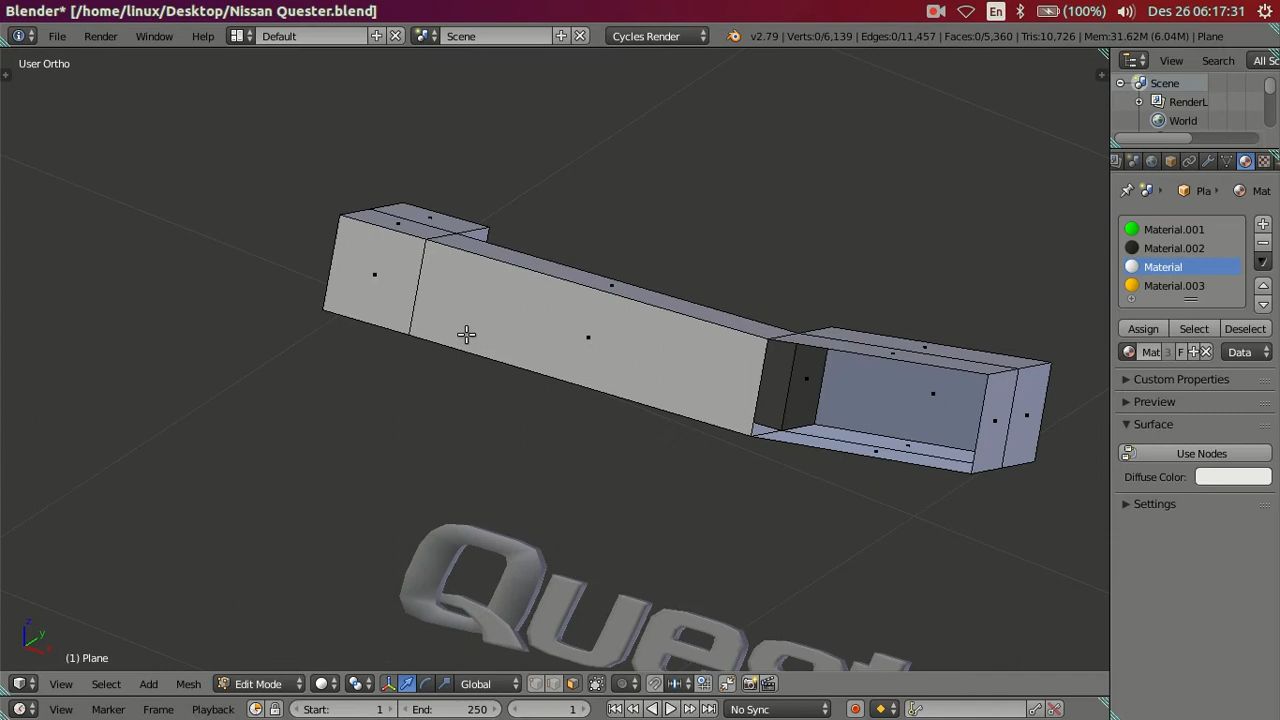 Blender* [/home/linux/Desktop/Nissan Quester.blend]
En
(100%)
Des 26 06:17:31
File Render Window Help
Default
Scene
Cycles Render
v2.79 | Verts:0/6,139 | Edges:0/11,457 | Faces:0/5,360 | Tris:10,726 | Mem:31.62M (6.04M) | Plane
User Ortho
View Search All Sc
Scene
RenderL
World
Pla
Mat
Material.001
Material.002
Material
Material.003
Assign Select Deselect
Mat 3 F Data
Custom Properties
Preview
Surface
Use Nodes
Diffuse Color:
Settings
Quest
z
y
x
(1) Plane
View Select Add Mesh Edit Mode Global
View Marker Frame Playback Start: 1 End: 250 1 No Sync